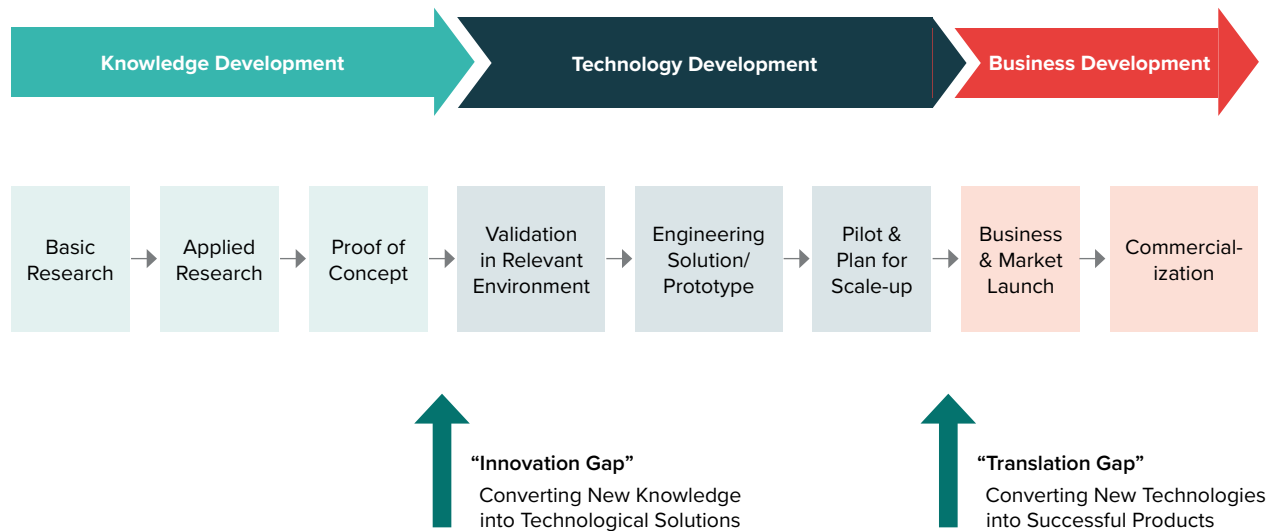 Knowledge Development
Technology Development
Business Development
Basic
Research
Applied
Research
Proof of
Concept
Validation
in Relevant
Environment
Engineering
Solution/
Prototype
Pilot &
Plan for
Scale-up
Business
& Market
Launch
Commercial-
ization
“Innovation Gap”
Converting New Knowledge
into Technological Solutions
“Translation Gap”
Converting New Technologies
into Successful Products